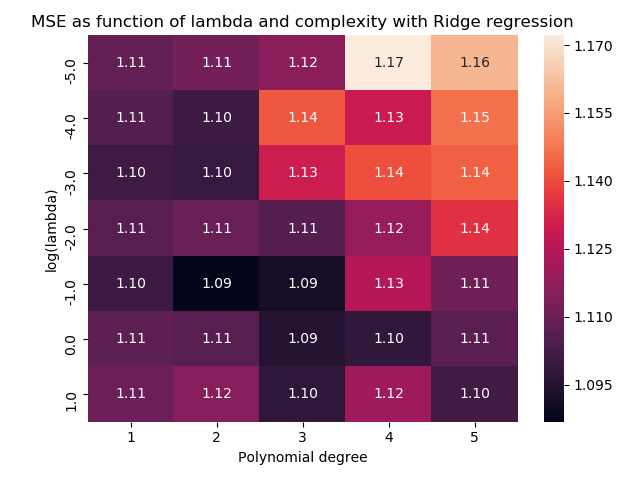 MSE as function of lambda and complexity with Ridge regression
-5.0 1.11 1.11 1.12 1.17 1.16
-4.0 1.11 1.10 1.14 1.13 1.15
-3.0 1.10 1.10 1.13 1.14 1.14
-2.0 1.11 1.11 1.11 1.12 1.14
-1.0 1.10 1.09 1.09 1.13 1.11
0.0 1.11 1.11 1.09 1.10 1.11
1.0 1.11 1.12 1.10 1.12 1.10
1 2 3 4 5
Polynomial degree
log(lambda)
1.170
1.155
1.140
1.125
1.110
1.095